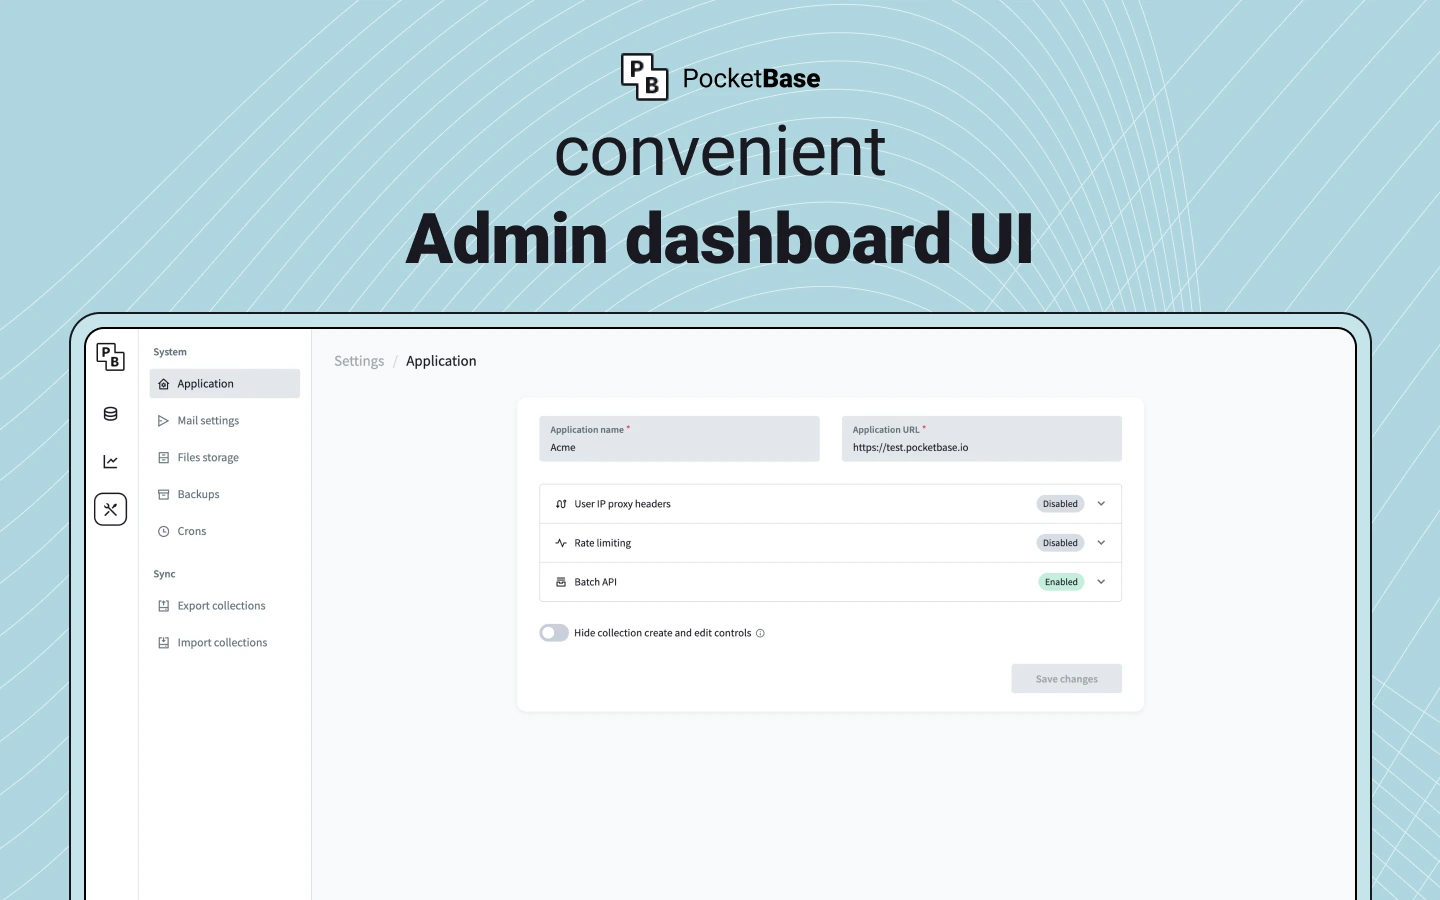 PB PocketBase
convenient
Admin dashboard UI
PB
System
Application
Mail settings
Files storage
Backups
Crons
Sync
Export collections
Import collections
Settings / Application
Application name *
Acme
Application URL *
https://test.pocketbase.io
User IP proxy headers Disabled
Rate limiting Disabled
Batch API Enabled
Hide collection create and edit controls
Save changes